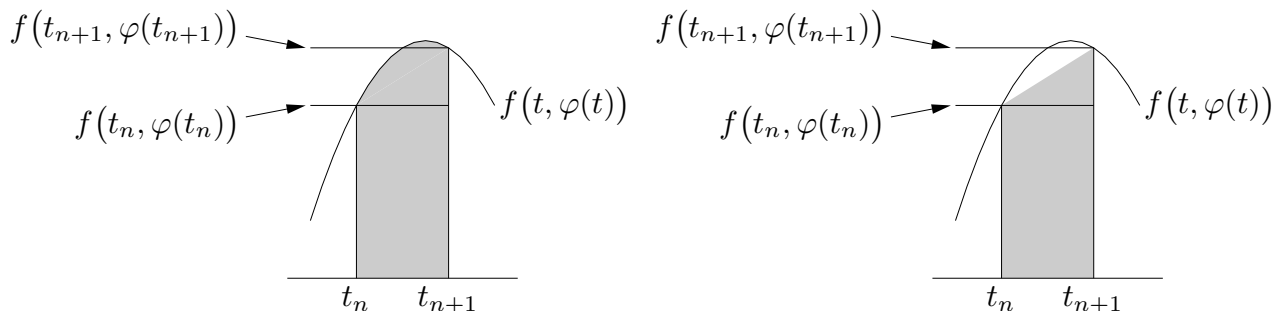 f(t_{n+1}, φ(t_{n+1}))
f(t_n, φ(t_n))
f(t, φ(t))
t_n t_{n+1}
f(t_{n+1}, φ(t_{n+1}))
f(t_n, φ(t_n))
f(t, φ(t))
t_n t_{n+1}